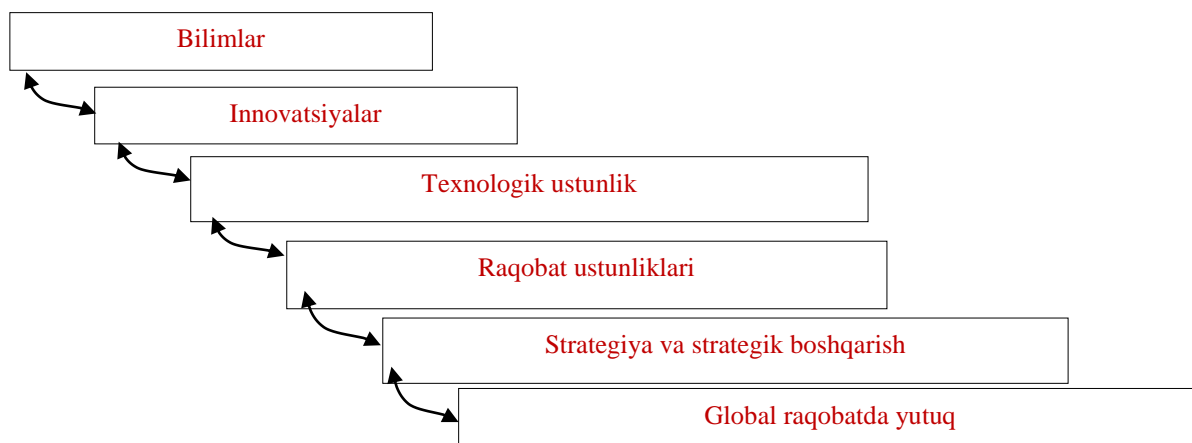 Bilimlar
Innovatsiyalar
Texnologik ustunlik
Raqobat ustunliklari
Strategiya va strategik boshqarish
Global raqobatda yutuq